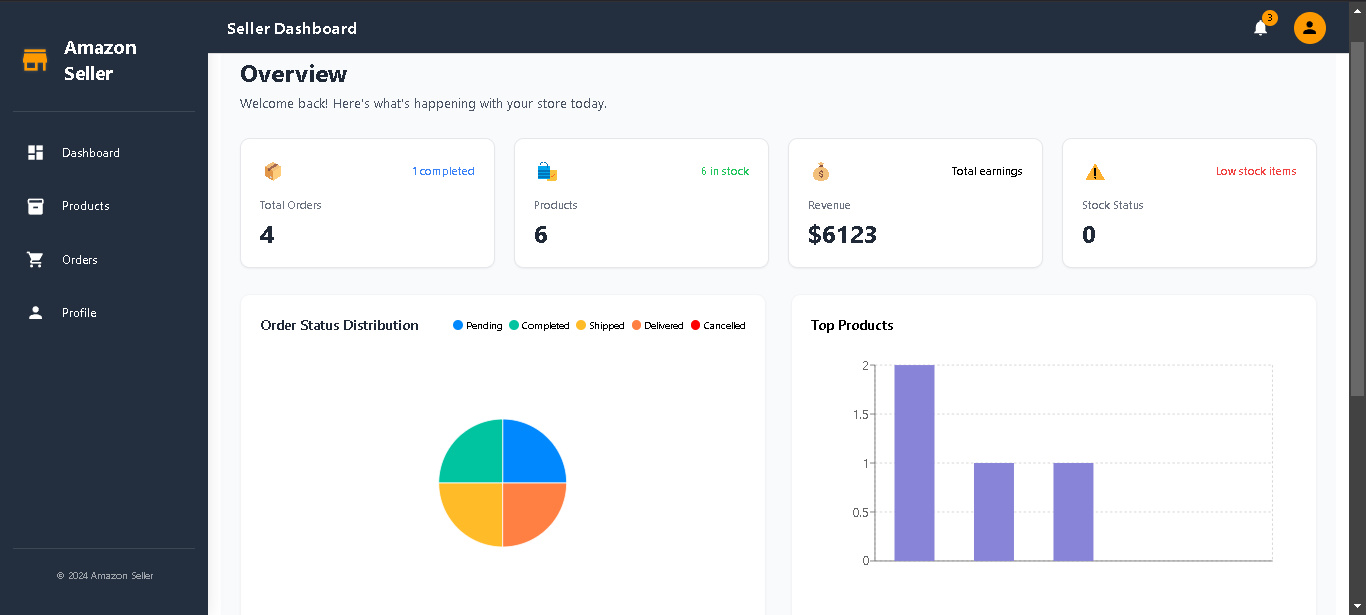 Amazon
Seller
Seller Dashboard
3
Dashboard
Products
Orders
Profile
© 2024 Amazon Seller
Overview
Welcome back! Here's what's happening with your store today.
1 completed
Total Orders
4
6 in stock
Products
6
Total earnings
Revenue
$6123
Low stock items
Stock Status
0
Order Status Distribution
Pending Completed Shipped Delivered Cancelled
Top Products
2
1.5
1
0.5
0